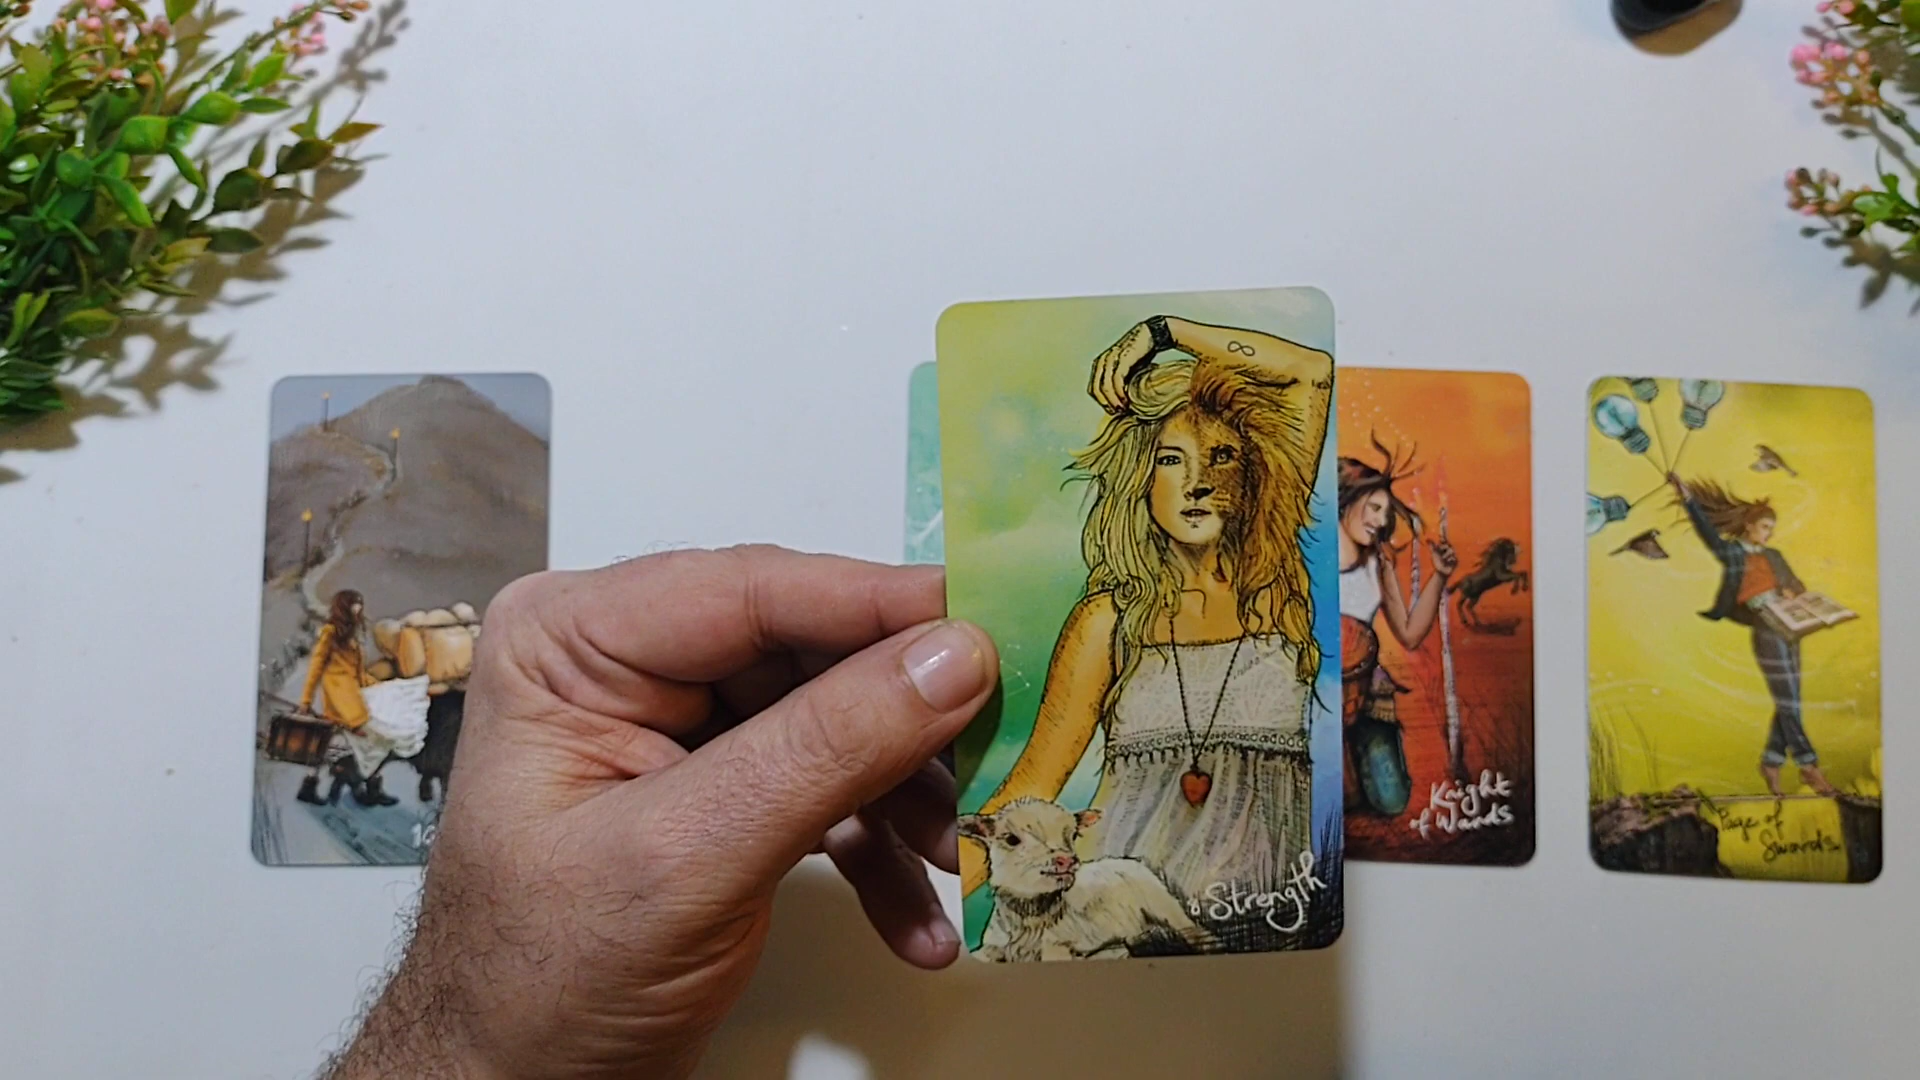 8 Strength
Knight
of Wands
Page of
Swords